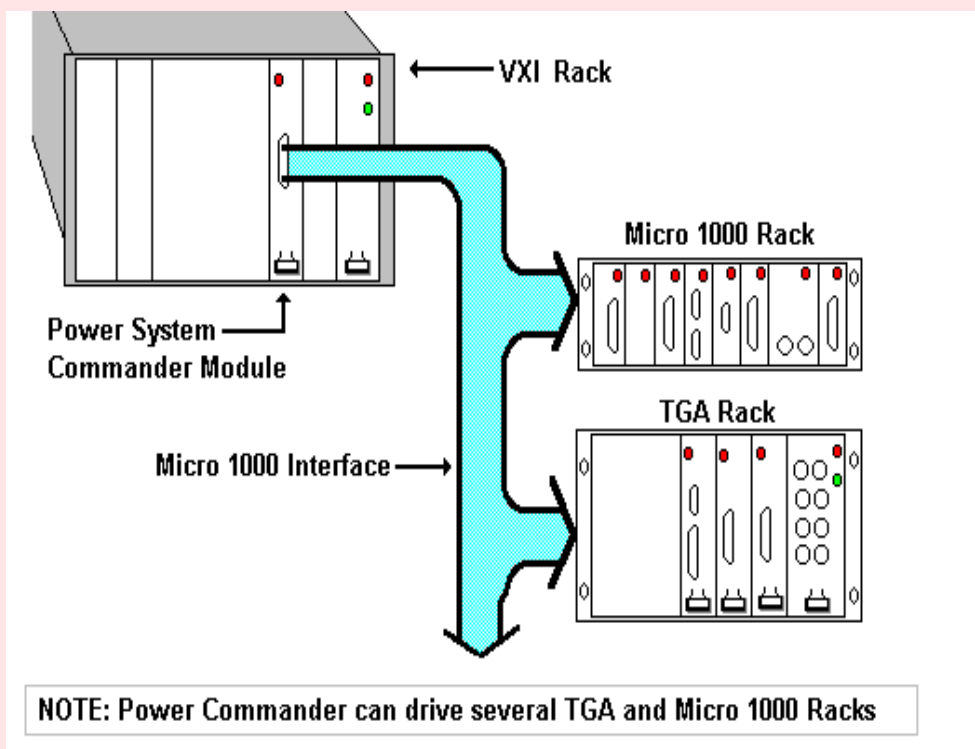 VXI Rack
Micro 1000 Rack
Power System
Commander Module
TGA Rack
Micro 1000 Interface
NOTE: Power Commander can drive several TGA and Micro 1000 Racks